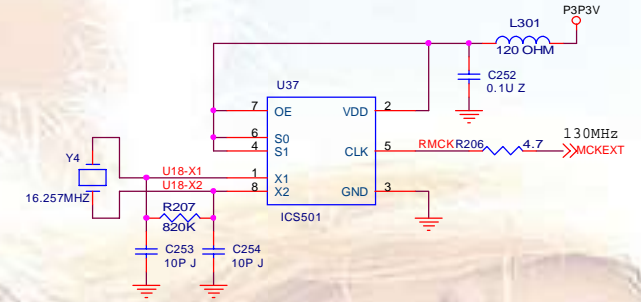 P3P3V
L301
120 OHM
C252
0.1U Z
U37
7 OE VDD 2
6 S0
4 S1
130MHz
CLK 5 RMCK R206 4.7 MCKEXT
Y4
U18-X1 1 X1
U18-X2 8 X2 GND 3
16.257MHZ
R207
820K
ICS501
C253
10P J
C254
10P J